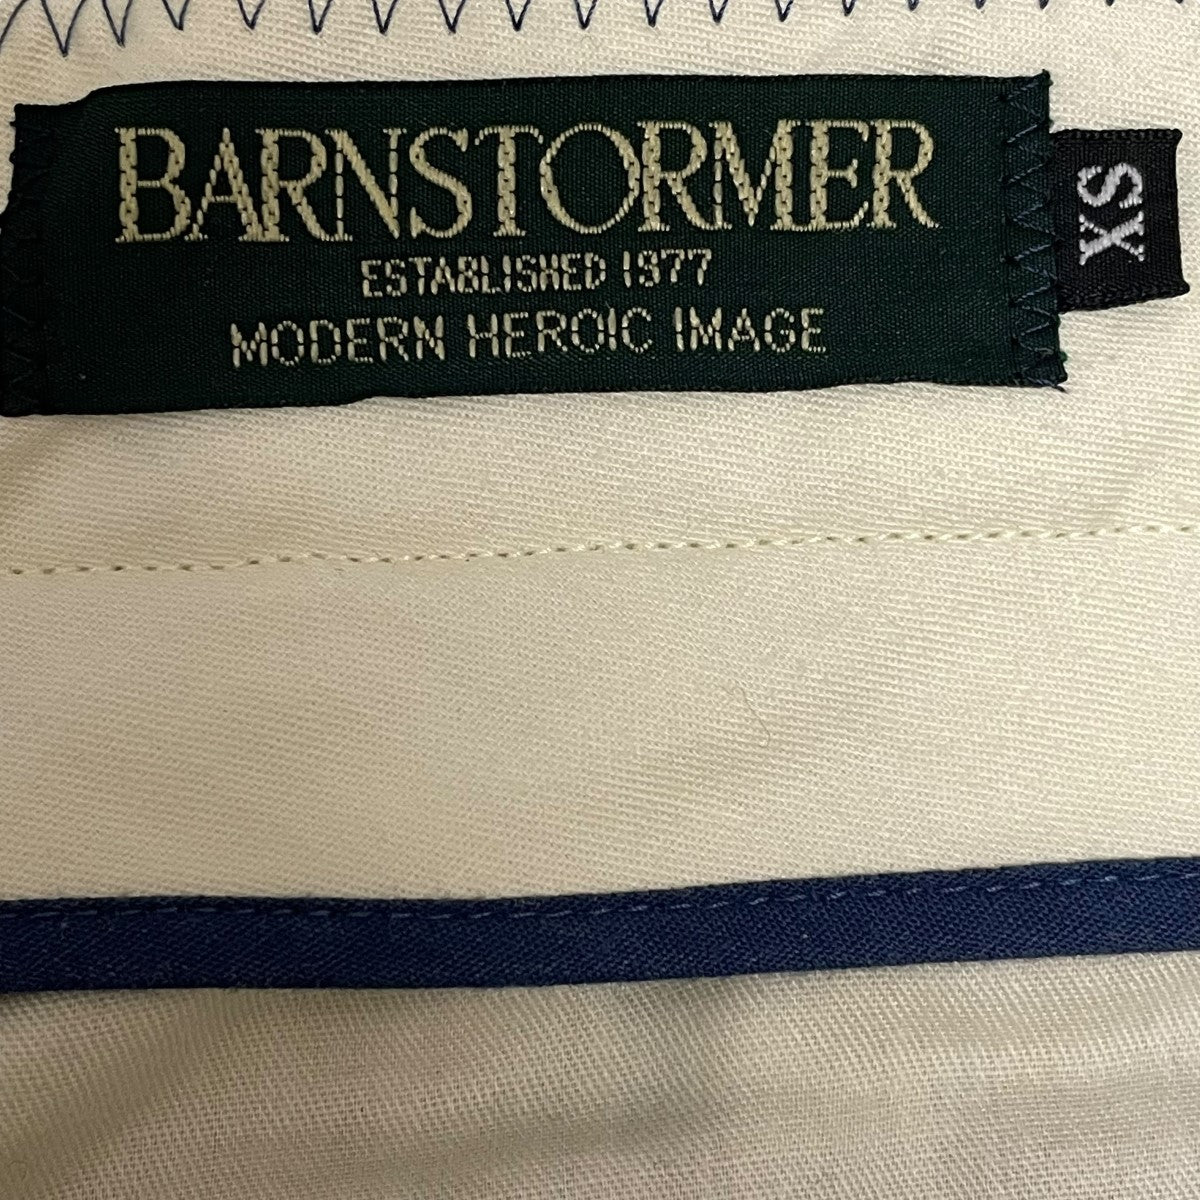 BARNSTORMER
ESTABLISHED 1977
MODERN HEROIC IMAGE
XS